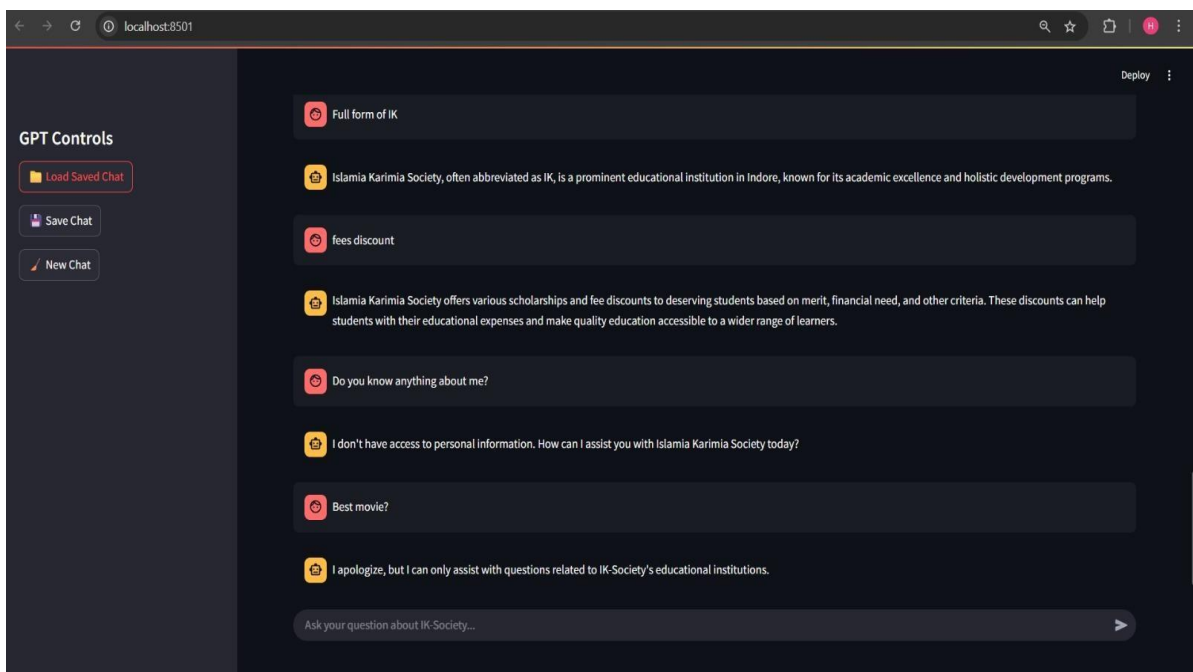 localhost:8501
H
Deploy
GPT Controls
Load Saved Chat
Save Chat
New Chat
Full form of IK
Islamia Karimia Society, often abbreviated as IK, is a prominent educational institution in Indore, known for its academic excellence and holistic development programs.
fees discount
Islamia Karimia Society offers various scholarships and fee discounts to deserving students based on merit, financial need, and other criteria. These discounts can help
students with their educational expenses and make quality education accessible to a wider range of learners.
Do you know anything about me?
I don't have access to personal information. How can I assist you with Islamia Karimia Society today?
Best movie?
I apologize, but I can only assist with questions related to IK-Society's educational institutions.
Ask your question about IK-Society...